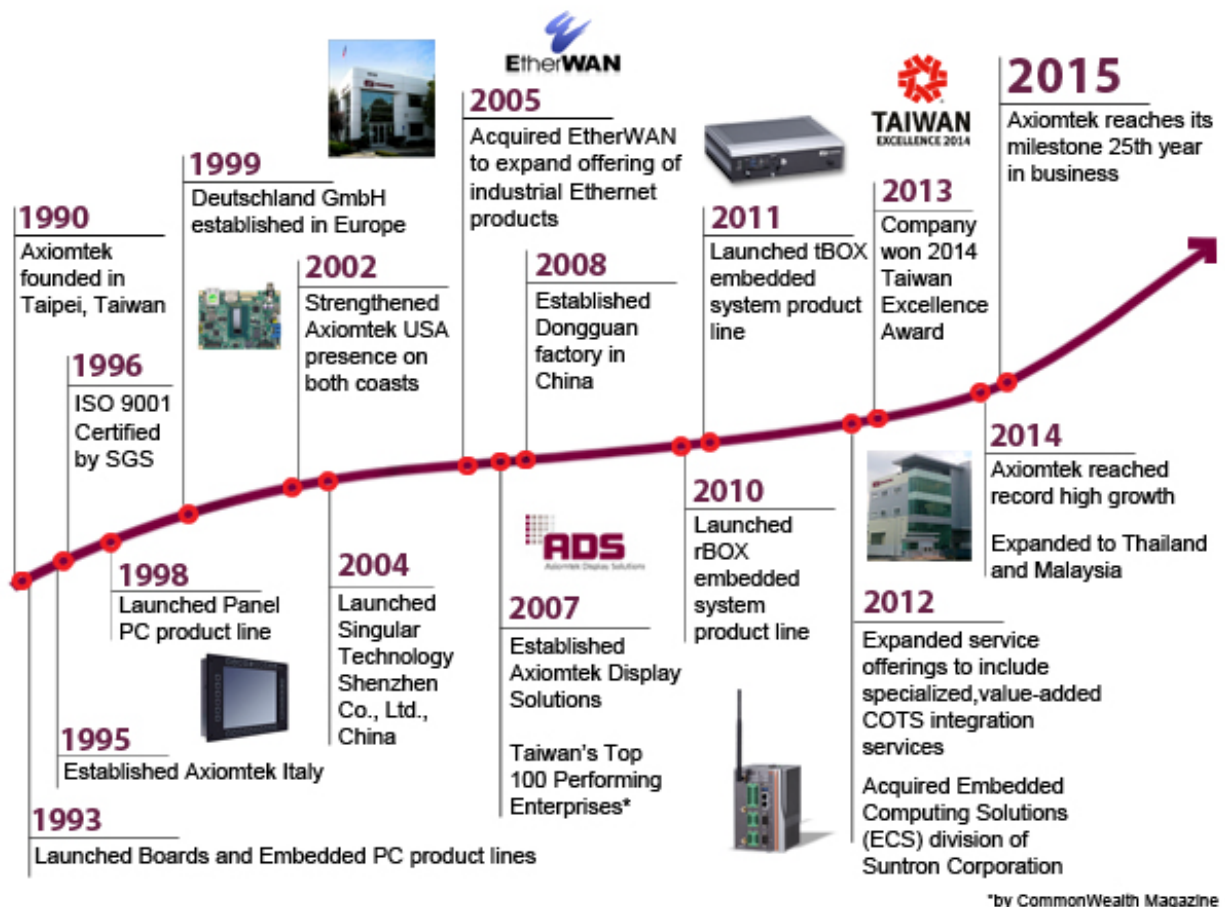 EtherWAN
TAIWAN
EXCELLENCE 2014
2015
Axiomtek reaches its
milestone 25th year
in business
2005
Acquired EtherWAN
to expand offering of
industrial Ethernet
products
1999
Deutschland GmbH
established in Europe
1990
Axiomtek
founded in
Taipei, Taiwan
2002
Strengthened
Axiomtek USA
presence on
both coasts
2008
Established
Dongguan
factory in
China
2011
Launched tBOX
embedded
system product
line
2013
Company
won 2014
Taiwan
Excellence
Award
1996
ISO 9001
Certified
by SGS
1998
Launched Panel
PC product line
2004
Launched
Singular
Technology
Shenzhen
Co., Ltd.,
China
ADS
Axiomtek Display Solutions
2007
Established
Axiomtek Display
Solutions
Taiwan's Top
100 Performing
Enterprises*
2010
Launched
rBOX
embedded
system
product line
2014
Axiomtek reached
record high growth
Expanded to Thailand
and Malaysia
2012
Expanded service
offerings to include
specialized,value-added
COTS integration
services
Acquired Embedded
Computing Solutions
(ECS) division of
Suntron Corporation
1995
Established Axiomtek Italy
1993
Launched Boards and Embedded PC product lines
*by CommonWealth Magazine